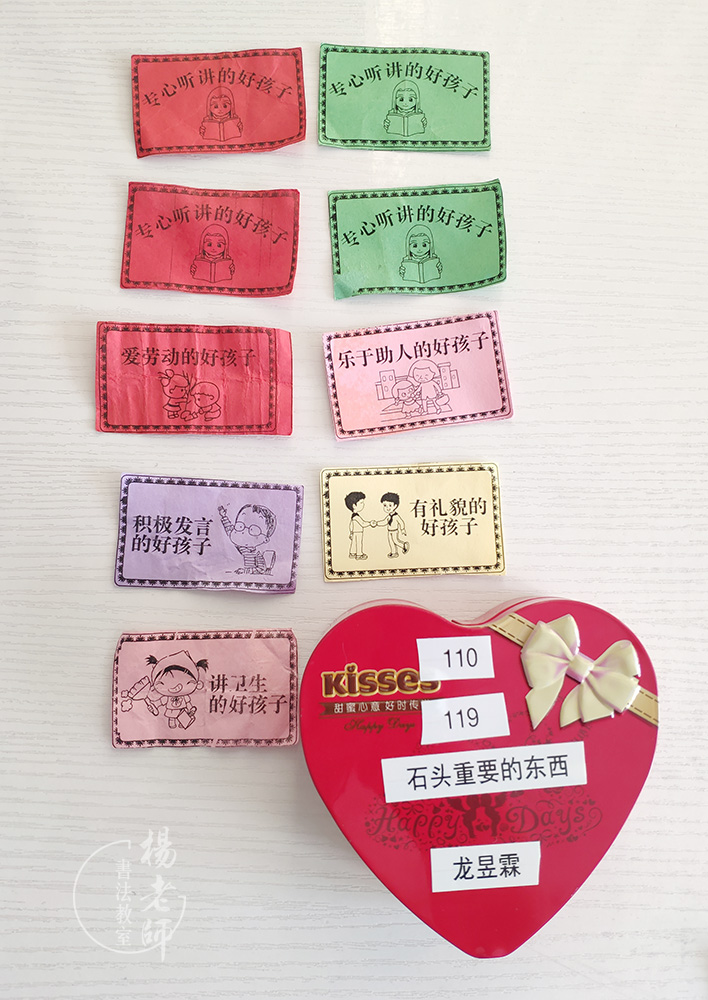 专心听讲的好孩子
专心听讲的好孩子
专心听讲的好孩子
专心听讲的好孩子
爱劳动的好孩子
乐于助人的好孩子
积极发言
的好孩子
有礼貌的
好孩子
讲卫生
的好孩子
110
KISSES
甜蜜心意 好时传
Happy Days
119
石头重要的东西
Happy Days
龙昱霖
楊老師
書法教室